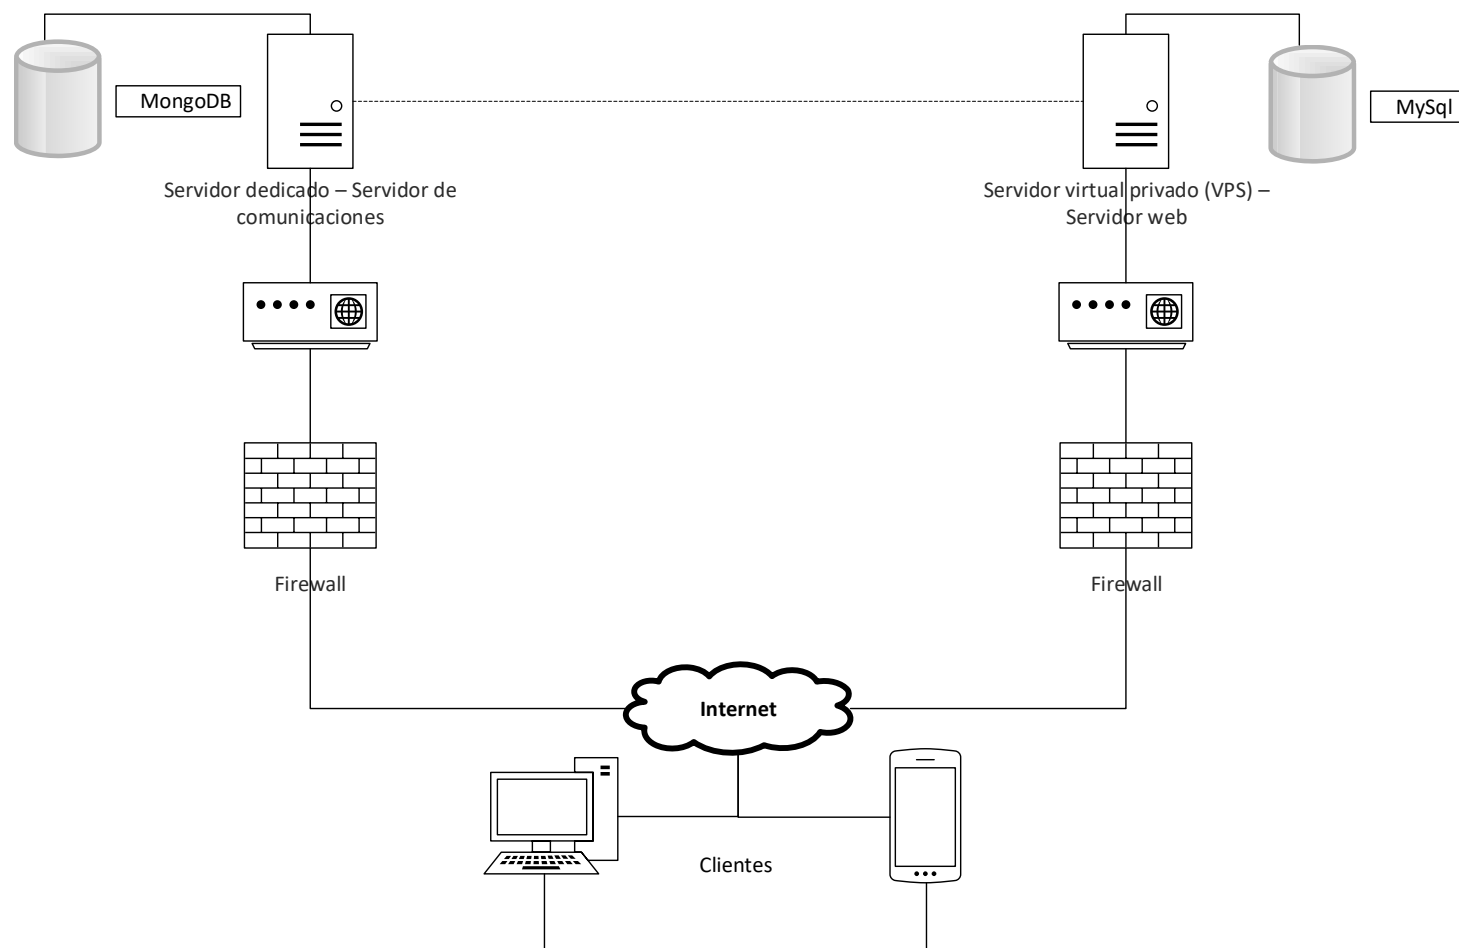 MongoDB
MySql
Servidor dedicado – Servidor de
comunicaciones
Servidor virtual privado (VPS) –
Servidor web
Firewall
Firewall
Internet
Clientes